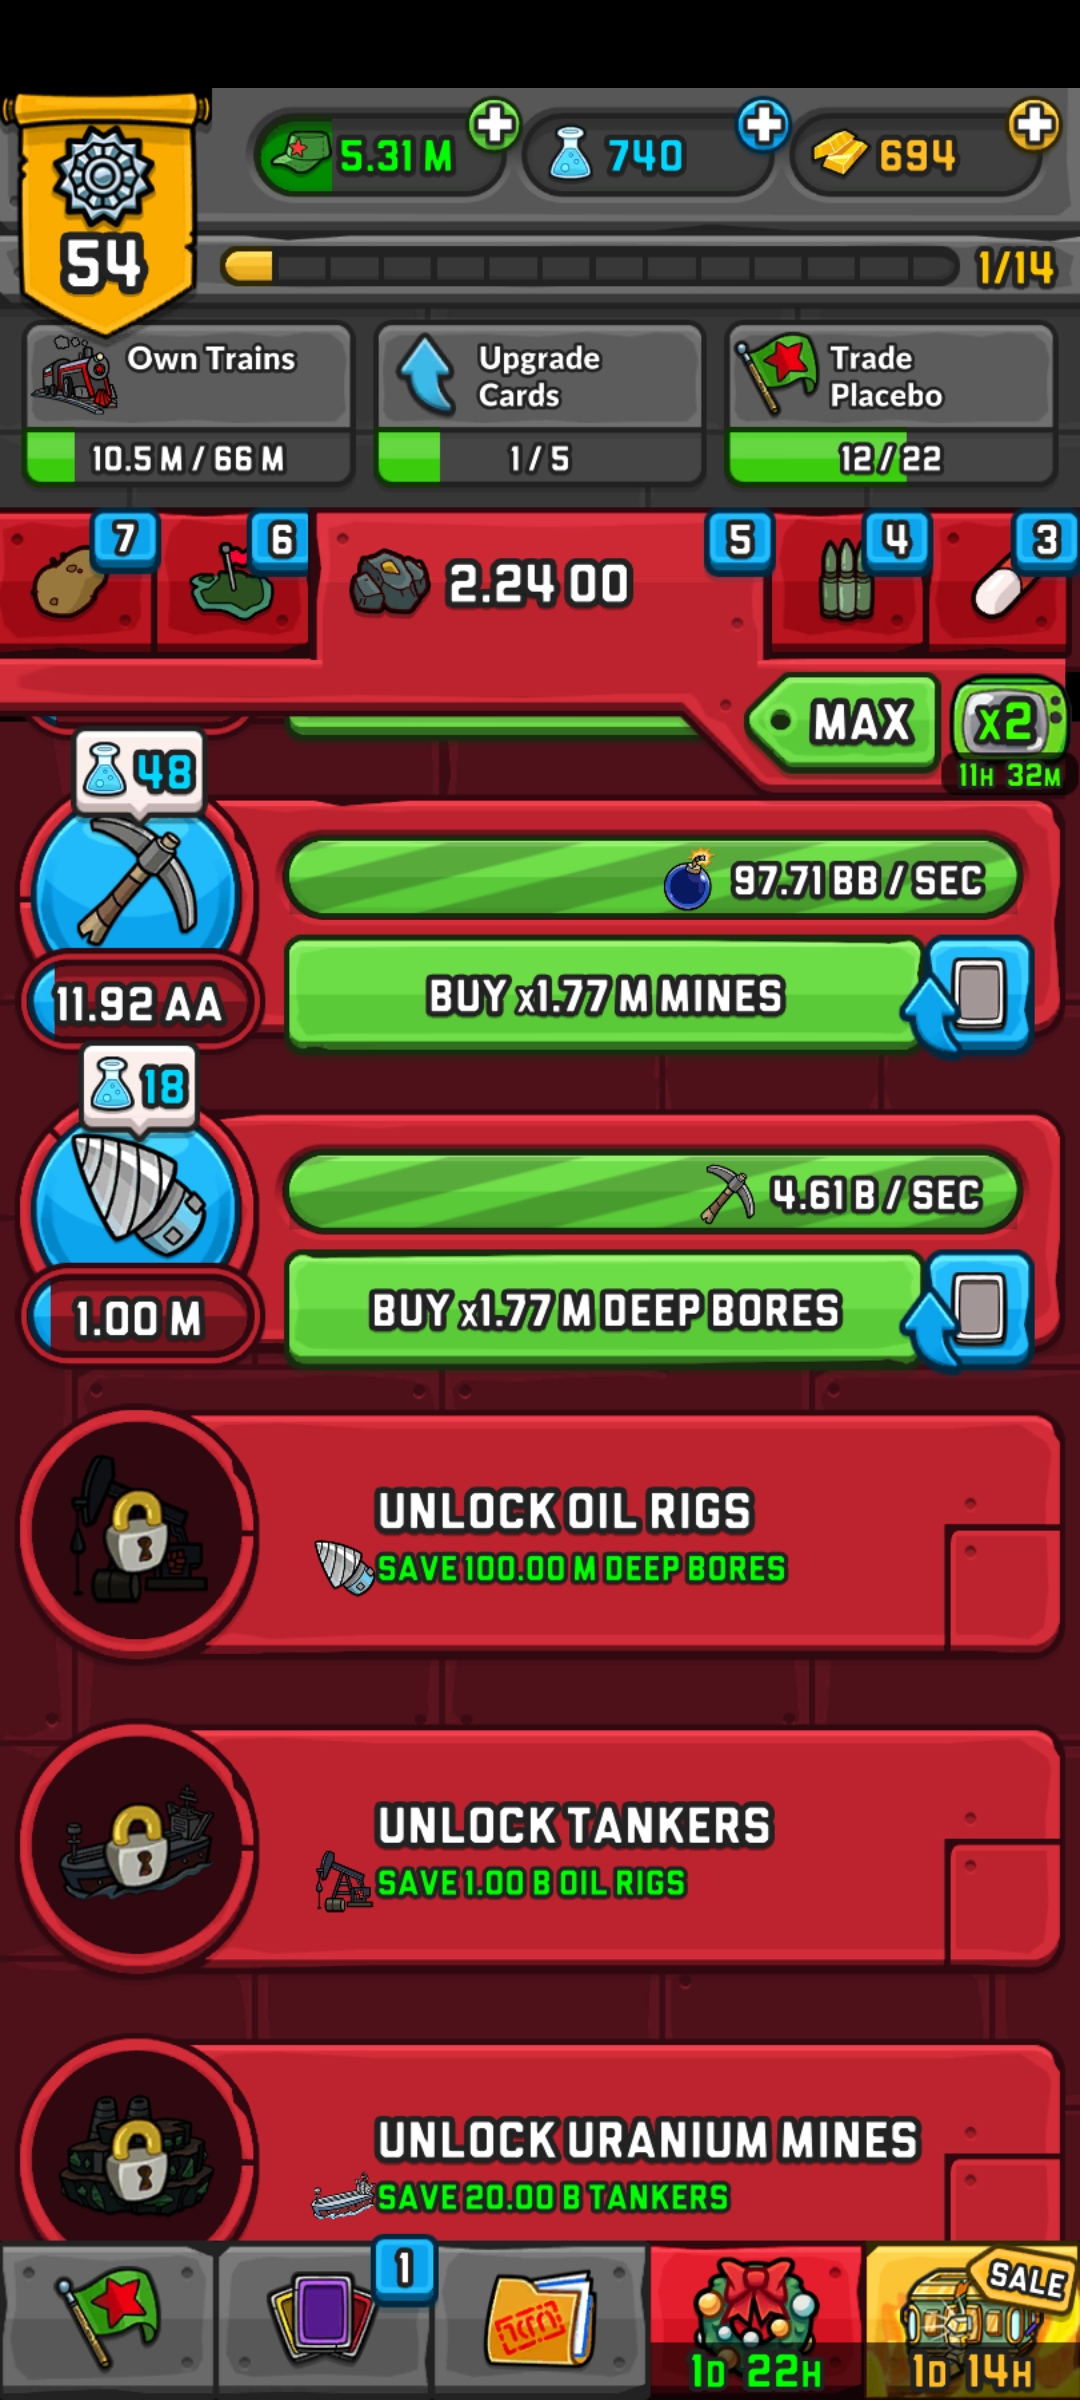 5.31 M
740
694
54
1/14
Own Trains
Upgrade
Cards
Trade
Placebo
10.5 M / 66 M
1 / 5
12 / 22
7
6
2.24 OO
5
4
3
MAX
x2
11H 32M
48
97.71 BB / SEC
11.92 AA
BUY x1.77 M MINES
18
4.61 B / SEC
1.00 M
BUY x1.77 M DEEP BORES
UNLOCK OIL RIGS
SAVE 100.00 M DEEP BORES
UNLOCK TANKERS
SAVE 1.00 B OIL RIGS
UNLOCK URANIUM MINES
SAVE 20.00 B TANKERS
1
SALE
1D 22H
1D 14H